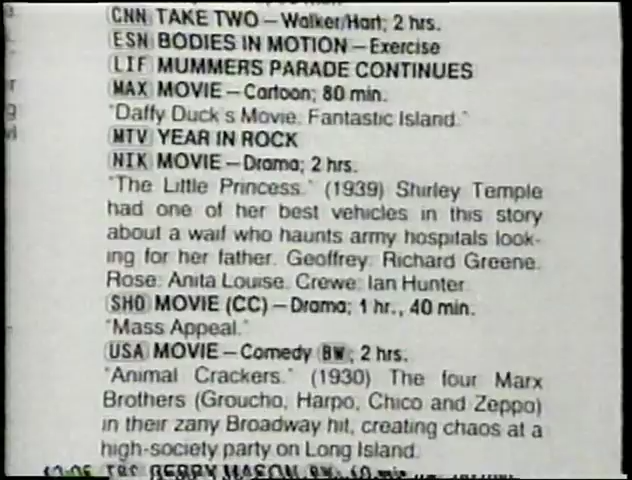 CNN TAKE TWO – Walker/Hart; 2 hrs.
ESN BODIES IN MOTION – Exercise
LIF MUMMERS PARADE CONTINUES
MAX MOVIE – Cartoon; 80 min.
"Daffy Duck's Movie: Fantastic Island."
MTV YEAR IN ROCK
NIK MOVIE – Drama; 2 hrs.
"The Little Princess." (1939) Shirley Temple
had one of her best vehicles in this story
about a waif who haunts army hospitals look-
ing for her father. Geoffrey: Richard Greene.
Rose: Anita Louise. Crewe: Ian Hunter.
SHO MOVIE (CC) – Drama; 1 hr., 40 min.
"Mass Appeal."
USA MOVIE – Comedy BW; 2 hrs.
"Animal Crackers." (1930) The four Marx
Brothers (Groucho, Harpo, Chico and Zeppo)
in their zany Broadway hit, creating chaos at a
high-society party on Long Island.
TBS PERRY MASON